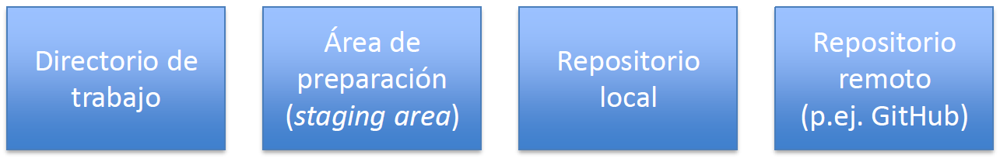 Directorio de
trabajo
Área de
preparación
(staging area)
Repositorio
local
Repositorio
remoto
(p.ej. GitHub)